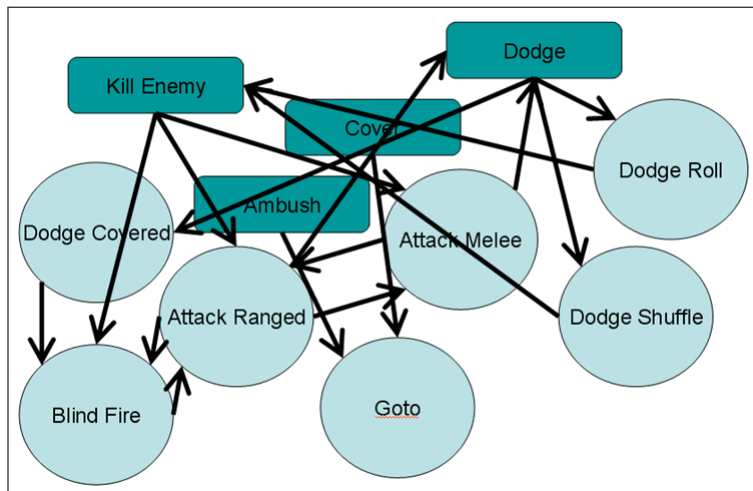 Dodge
Kill Enemy
Cover
Dodge Roll
Ambush
Dodge Covered
Attack Melee
Attack Ranged
Dodge Shuffle
Goto
Blind Fire